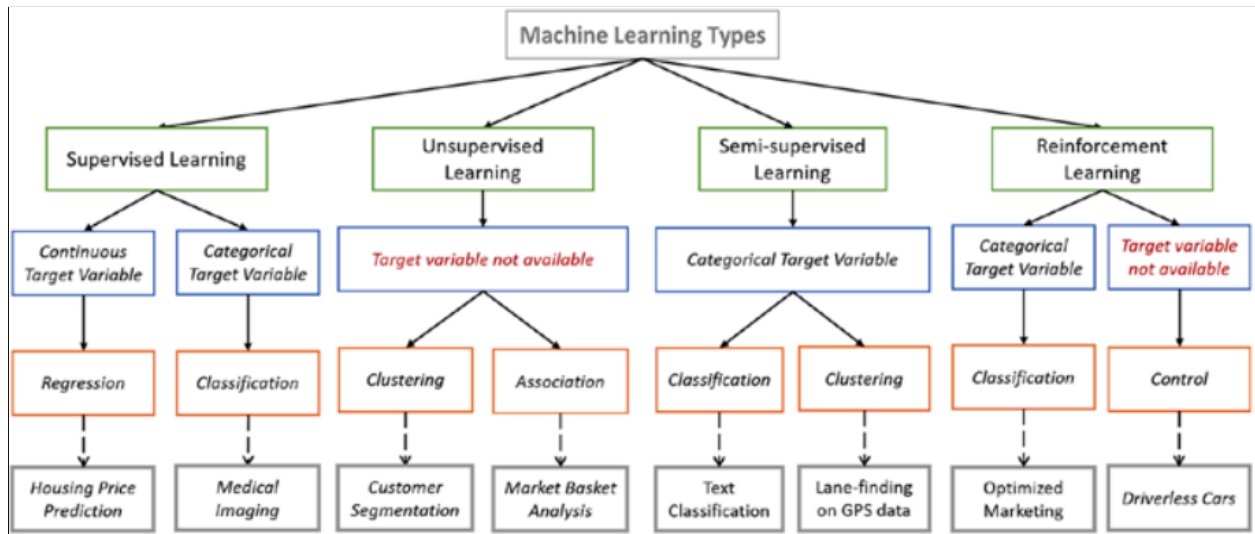 Machine Learning Types
Supervised Learning
Unsupervised
Learning
Semi-supervised
Learning
Reinforcement
Learning
Continuous
Target Variable
Categorical
Target Variable
Target variable not available
Categorical Target Variable
Categorical
Target Variable
Target variable
not available
Regression
Classification
Clustering
Association
Classification
Clustering
Classification
Control
Housing Price
Prediction
Medical
Imaging
Customer
Segmentation
Market Basket
Analysis
Text
Classification
Lane-finding
on GPS data
Optimized
Marketing
Driverless Cars